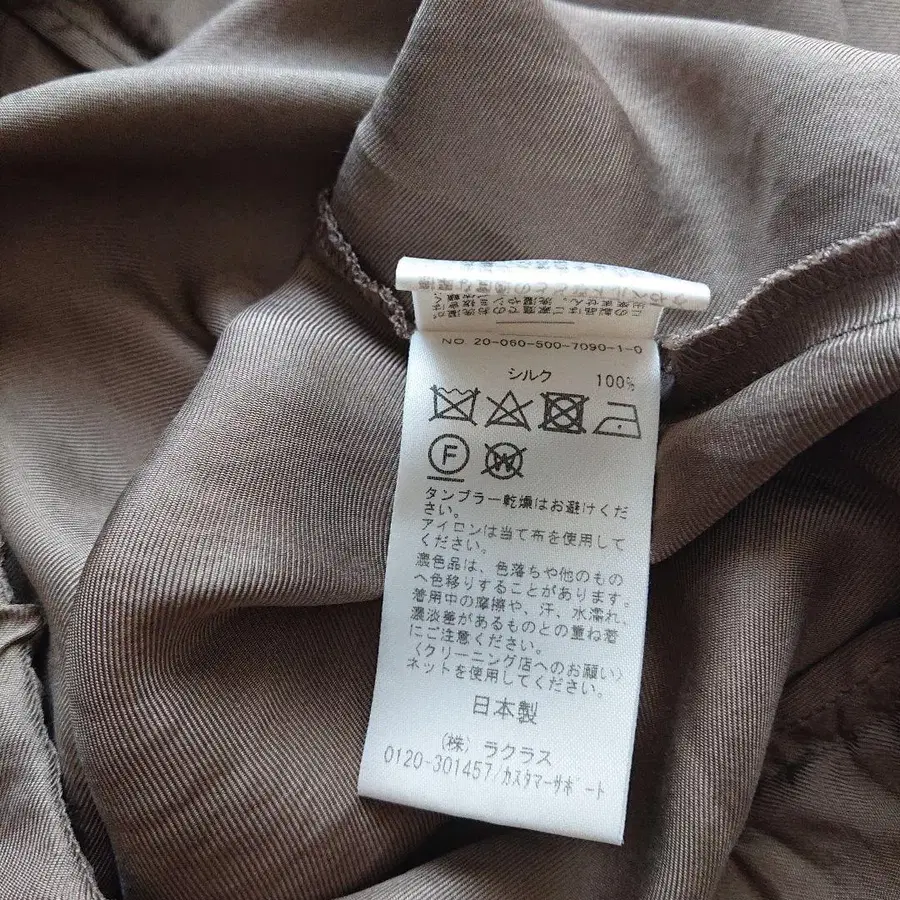 NO. 20-060-500-7090-1-0
シルク 100%
F
W
タンブラー乾燥はお避けくだ
さい。
アイロンは当て布を使用して
ください。
濃色品は、色落ちや他のもの
へ色移りすることがあります。
着用中の摩擦や、汗、水濡れ、
濃淡差があるものとの重ね着
にご注意ください。
〈クリーニング店へのお願い〉
ネットを使用してください。
日本製
(株) ラクラス
0120-301457/カスタマーサポート